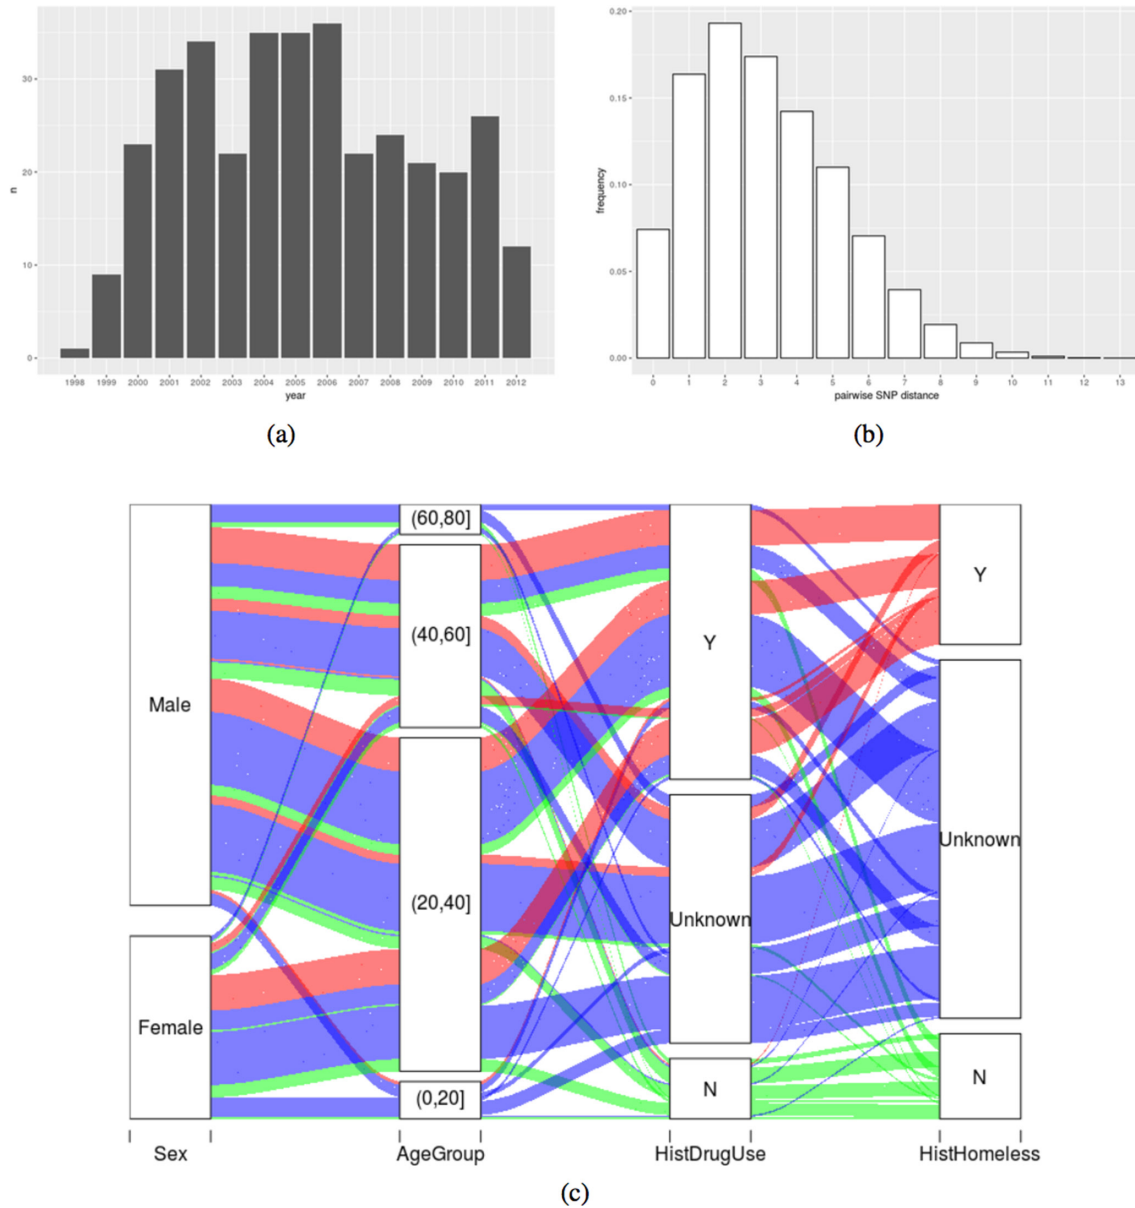 30
20
10
0
n
1998 1999 2000 2001 2002 2003 2004 2005 2006 2007 2008 2009 2010 2011 2012
year
(a)
0.20
0.15
0.10
0.05
0.00
frequency
0 1 2 3 4 5 6 7 8 9 10 11 12 13
pairwise SNP distance
(b)
(60,80]
Y
(40,60]
Y
Male
Unknown
(20,40]
Unknown
Female
N
N
(0,20]
Sex AgeGroup HistDrugUse HistHomeless
(c)